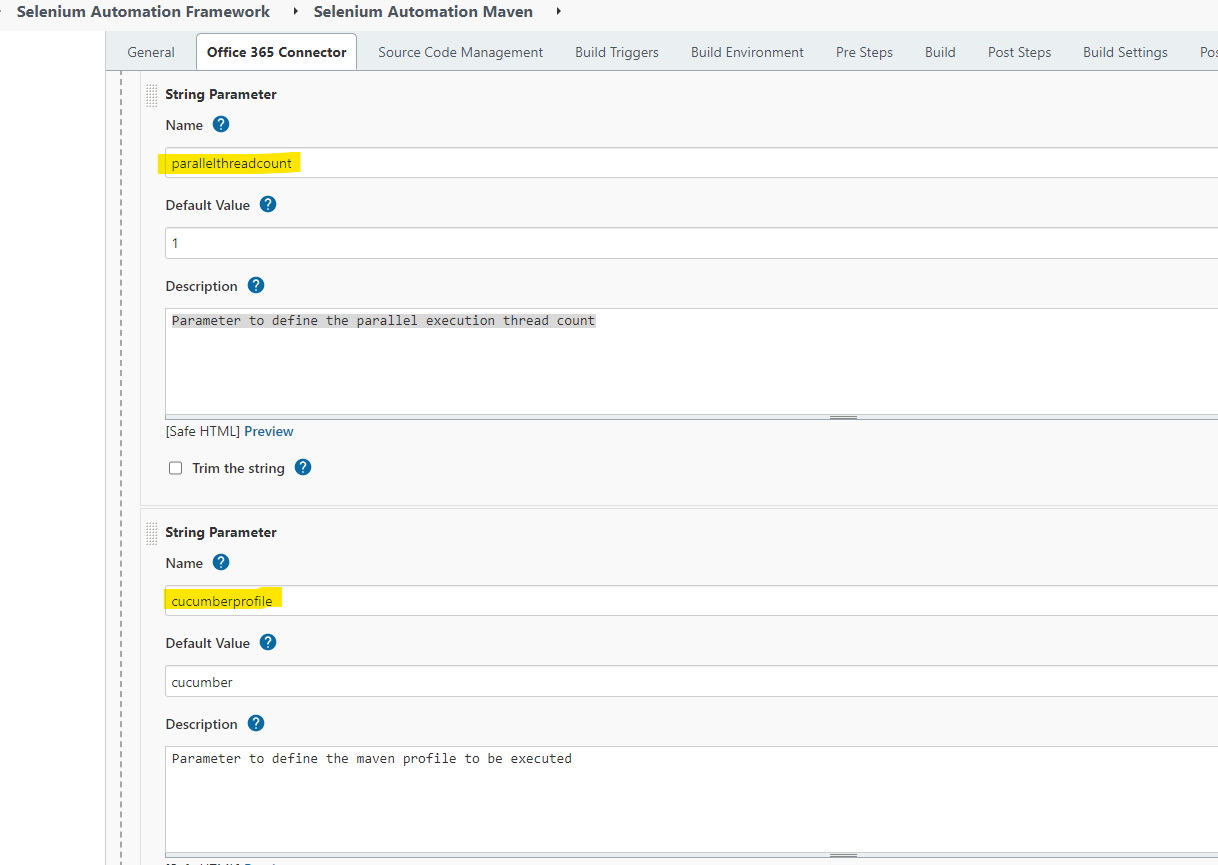 Selenium Automation Framework Selenium Automation Maven
General Office 365 Connector Source Code Management Build Triggers Build Environment Pre Steps Build Post Steps Build Settings Pos
String Parameter
Name ?
parallelthreadcount
Default Value ?
1
Description ?
Parameter to define the parallel execution thread count
[Safe HTML] Preview
Trim the string ?
String Parameter
Name ?
cucumberprofile
Default Value ?
cucumber
Description ?
Parameter to define the maven profile to be executed